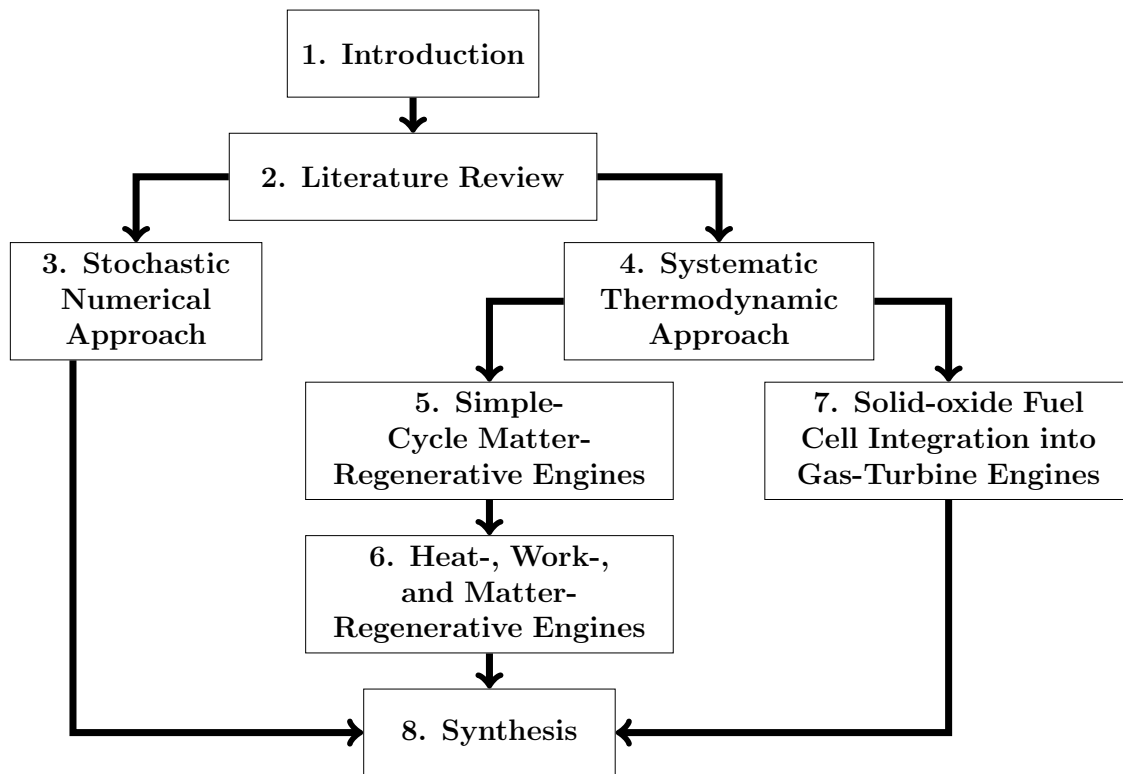 1. Introduction
2. Literature Review
3. Stochastic
Numerical
Approach
4. Systematic
Thermodynamic
Approach
5. Simple-
Cycle Matter-
Regenerative Engines
7. Solid-oxide Fuel
Cell Integration into
Gas-Turbine Engines
6. Heat-, Work-,
and Matter-
Regenerative Engines
8. Synthesis